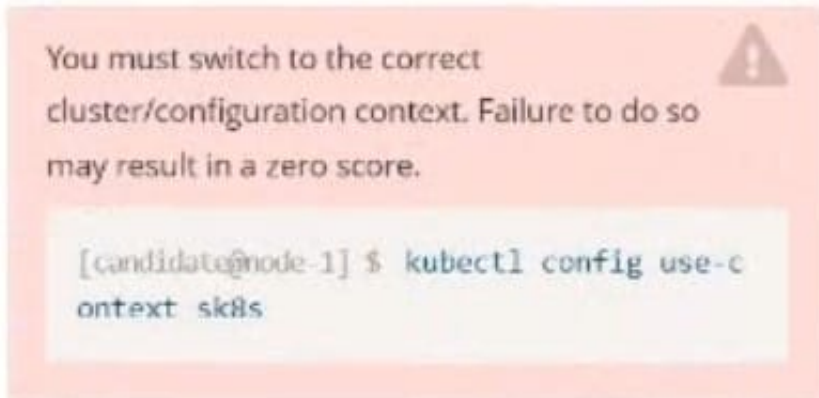 You must switch to the correct
cluster/configuration context. Failure to do so
may result in a zero score.
[candidate@node-1] $ kubectl config use-c
ontext sk8s